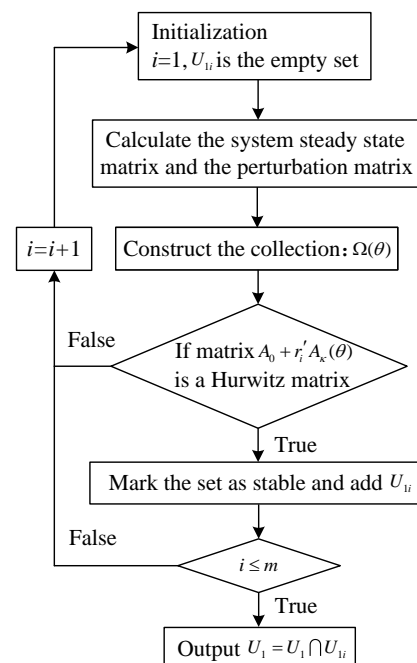 Initialization
i=1, U₁ᵢ is the empty set
Calculate the system steady state
matrix and the perturbation matrix
i=i+1
Construct the collection: Ω(θ)
False
If matrix A₀ + rᵢ′A_κ(θ)
is a Hurwitz matrix
True
Mark the set as stable and add U₁ᵢ
False
i ≤ m
True
Output U₁ = U₁ ⋂ U₁ᵢ